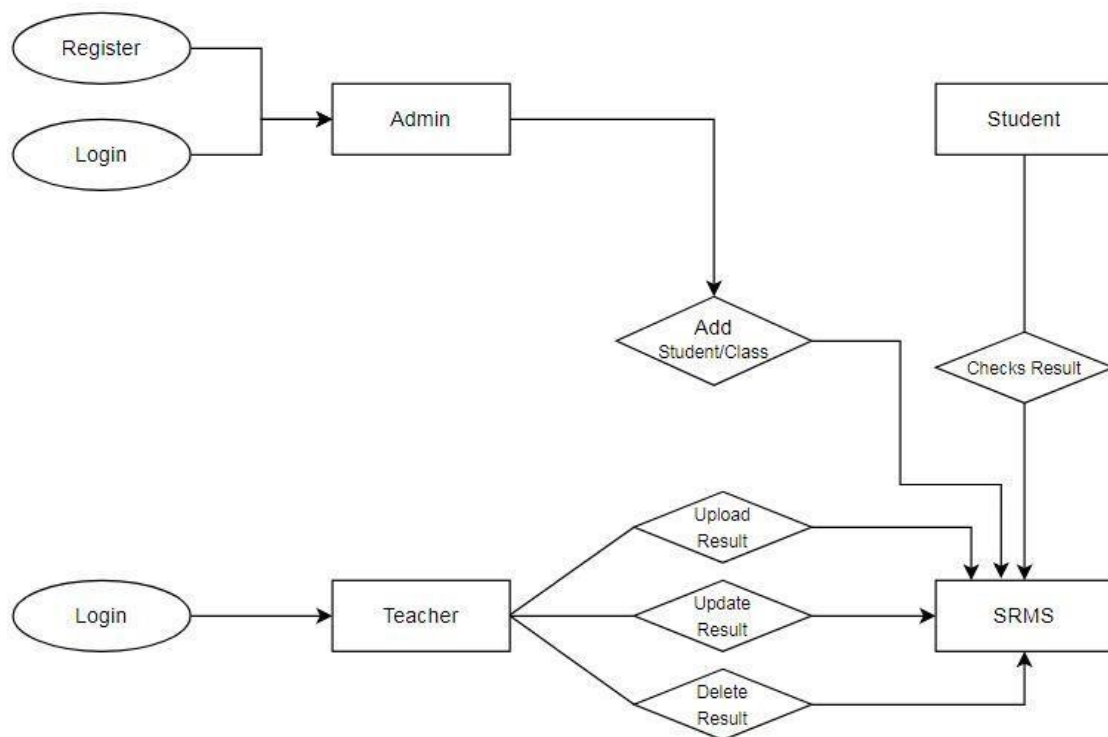 Register
Admin
Student
Login
Add
Student/Class
Checks Result
Upload
Result
Login
Teacher
Update
Result
SRMS
Delete
Result